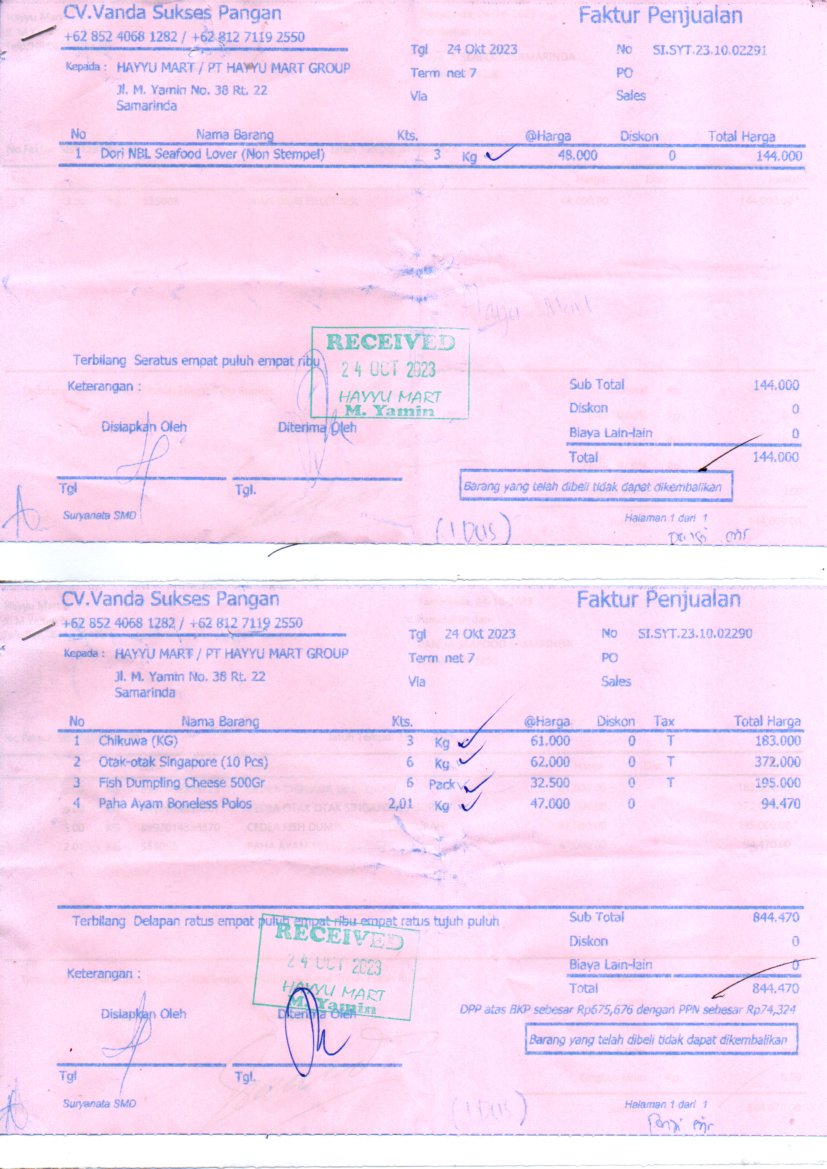 CV.Vanda Sukses Pangan
Faktur Penjualan
+62 852 4068 1282 / +62 812 7119 2550
Tgl 24 Okt 2023 No SI.SYT.23.10.02291
Kepada : HAYYU MART / PT HAYYU MART GROUP
Term net 7 PO
Jl. M. Yamin No. 38 Rt. 22
Via Sales
Samarinda
No Nama Barang Kts. @Harga Diskon Total Harga
1 Dori NBL Seafood Lover (Non Stempel) 3 Kg 48.000 0 144.000
Hayyu Mart
RECEIVED
24 OCT 2023
HAYYU MART
M. Yamin
Terbilang Seratus empat puluh empat ribu
Keterangan :
Sub Total 144.000
Diskon 0
Disiapkan Oleh Diterima Oleh
Biaya Lain-lain 0
Total 144.000
Tgl Tgl.
Barang yang telah dibeli tidak dapat dikembalikan
Suryanata SMD
Halaman 1 dari 1
(1 Dus)
CV.Vanda Sukses Pangan
Faktur Penjualan
+62 852 4068 1282 / +62 812 7119 2550
Tgl 24 Okt 2023 No SI.SYT.23.10.02290
Kepada : HAYYU MART / PT HAYYU MART GROUP
Term net 7 PO
Jl. M. Yamin No. 38 Rt. 22
Via Sales
Samarinda
No Nama Barang Kts. @Harga Diskon Tax Total Harga
1 Chikuwa (KG) 3 Kg 61.000 0 T 183.000
2 Otak-otak Singapore (10 Pcs) 6 Kg 62.000 0 T 372.000
3 Fish Dumpling Cheese 500Gr 6 Pack 32.500 0 T 195.000
4 Paha Ayam Boneless Polos 2,01 Kg 47.000 0 94.470
Terbilang Delapan ratus empat puluh empat ribu empat ratus tujuh puluh
Sub Total 844.470
RECEIVED
24 OCT 2023
HAYYU MART
M. Yamin
Diskon 0
Biaya Lain-lain 0
Keterangan :
Total 844.470
DPP atas BKP sebesar Rp675,676 dengan PPN sebesar Rp74,324
Disiapkan Oleh Diterima Oleh
Barang yang telah dibeli tidak dapat dikembalikan
Tgl Tgl.
Suryanata SMD
Halaman 1 dari 1
(1 Dus)